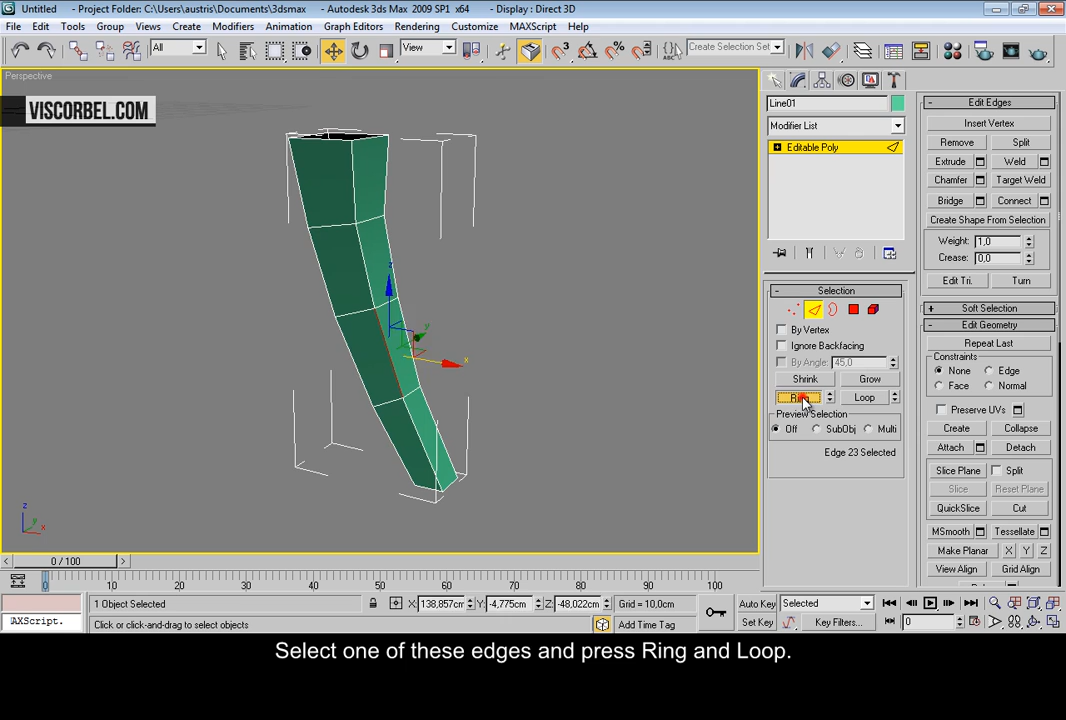 Untitled - Project Folder: C:\Users\austris\Documents\3dsmax - Autodesk 3ds Max 2009 SP1 x64 - Display : Direct 3D
File Edit Tools Group Views Create Modifiers Animation Graph Editors Rendering Customize MAXScript Help
All View Create Selection Set
Perspective
VISCORBEL.COM
Line01
Modifier List
Editable Poly
Selection
By Vertex
Ignore Backfacing
By Angle: 45,0
Shrink Grow
Ring Loop
Preview Selection
Off SubObj Multi
Edge 23 Selected
Edit Edges
Insert Vertex
Remove Split
Extrude Weld
Chamfer Target Weld
Bridge Connect
Create Shape From Selection
Weight: 1,0
Crease: 0,0
Edit Tri. Turn
Soft Selection
Edit Geometry
Repeat Last
Constraints
None Edge
Face Normal
Preserve UVs
Create Collapse
Attach Detach
Slice Plane Split
Slice Reset Plane
QuickSlice Cut
MSmooth Tessellate
Make Planar X Y Z
View Align Grid Align
z
y
x
z
y
x
0 / 100
0 10 20 30 40 50 60 70 80 90 100
1 Object Selected X: 138,857cm Y: -4,775cm Z: -48,022cm Grid = 10,0cm Auto Key Selected
AXScript. Click or click-and-drag to select objects Add Time Tag Set Key Key Filters... 0
Select one of these edges and press Ring and Loop.